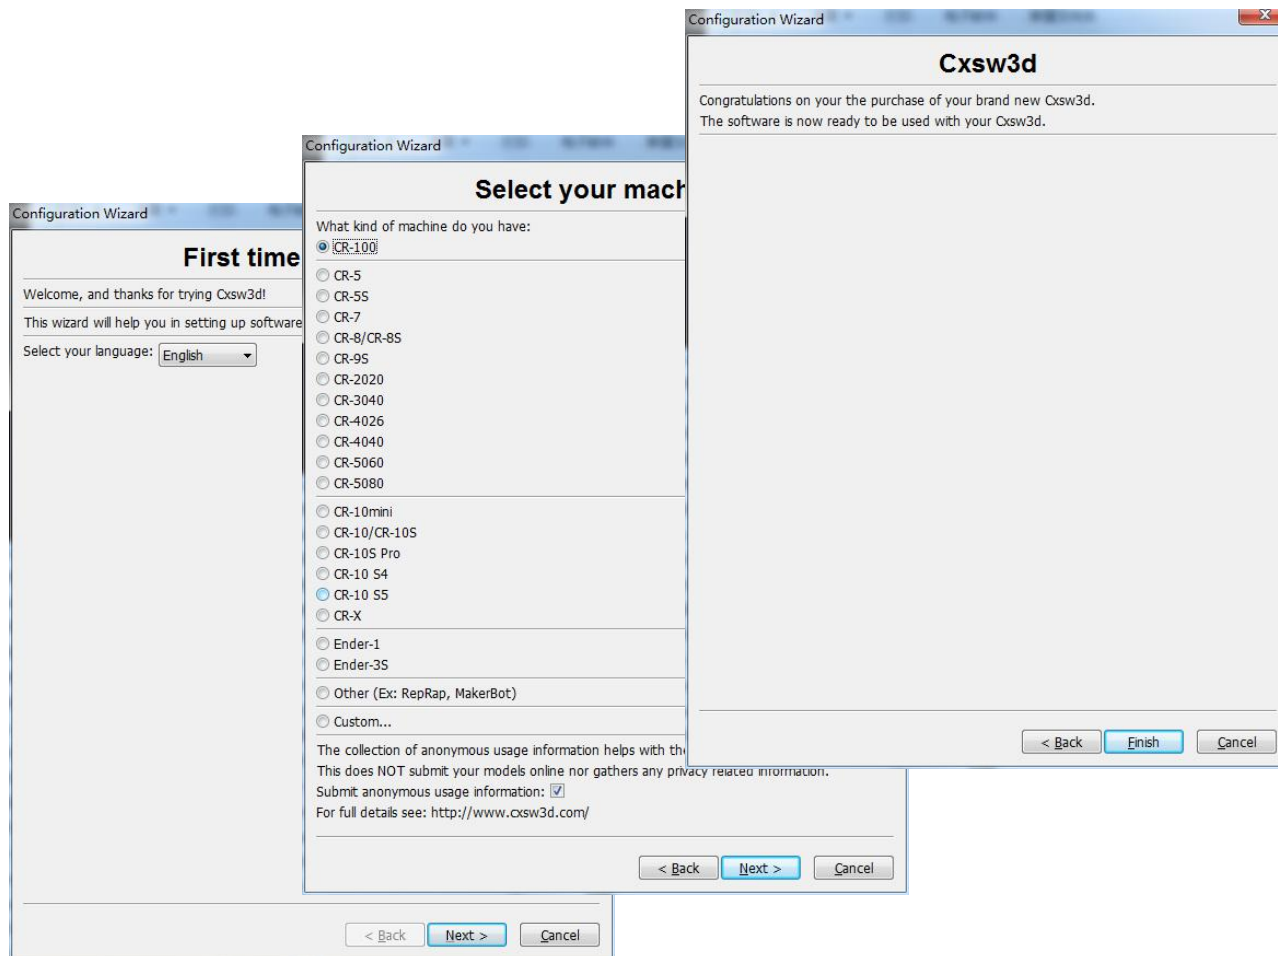 Configuration Wizard
First time
Welcome, and thanks for trying Cxsw3d!
This wizard will help you in setting up software
Select your language: English
< Back Next > Cancel
Configuration Wizard
Select your mach
What kind of machine do you have:
CR-100
CR-5
CR-5S
CR-7
CR-8/CR-8S
CR-9S
CR-2020
CR-3040
CR-4026
CR-4040
CR-5060
CR-5080
CR-10mini
CR-10/CR-10S
CR-10S Pro
CR-10 S4
CR-10 S5
CR-X
Ender-1
Ender-3S
Other (Ex: RepRap, MakerBot)
Custom...
The collection of anonymous usage information helps with the
This does NOT submit your models online nor gathers any privacy related information.
Submit anonymous usage information:
For full details see: http://www.cxsw3d.com/
< Back Next > Cancel
Configuration Wizard
Cxsw3d
Congratulations on your the purchase of your brand new Cxsw3d.
The software is now ready to be used with your Cxsw3d.
< Back Finish Cancel